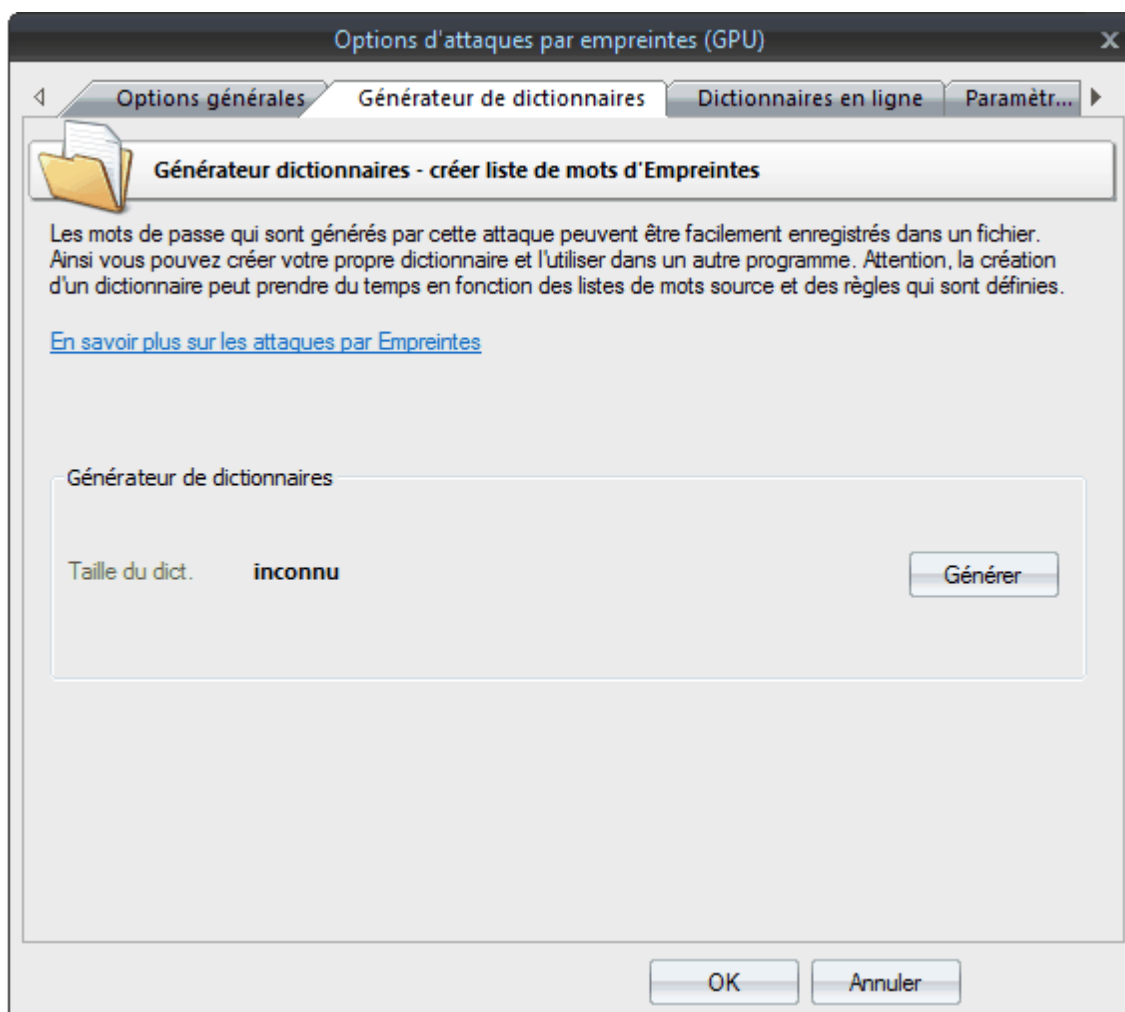 Options d'attaques par empreintes (GPU)
Options générales
Générateur de dictionnaires
Dictionnaires en ligne
Paramètr...
Générateur dictionnaires - créer liste de mots d'Empreintes
Les mots de passe qui sont générés par cette attaque peuvent être facilement enregistrés dans un fichier.
Ainsi vous pouvez créer votre propre dictionnaire et l'utiliser dans un autre programme. Attention, la création
d'un dictionnaire peut prendre du temps en fonction des listes de mots source et des règles qui sont définies.
En savoir plus sur les attaques par Empreintes
Générateur de dictionnaires
Taille du dict. inconnu
Générer
OK
Annuler